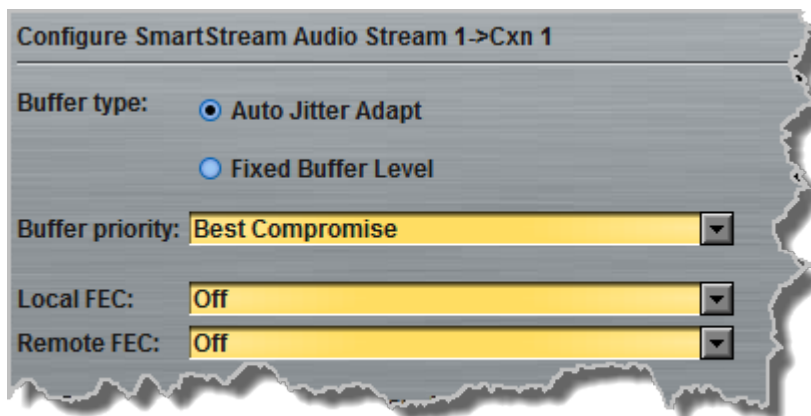 Configure SmartStream Audio Stream 1->Cxn 1
Buffer type: Auto Jitter Adapt
Fixed Buffer Level
Buffer priority: Best Compromise
Local FEC: Off
Remote FEC: Off